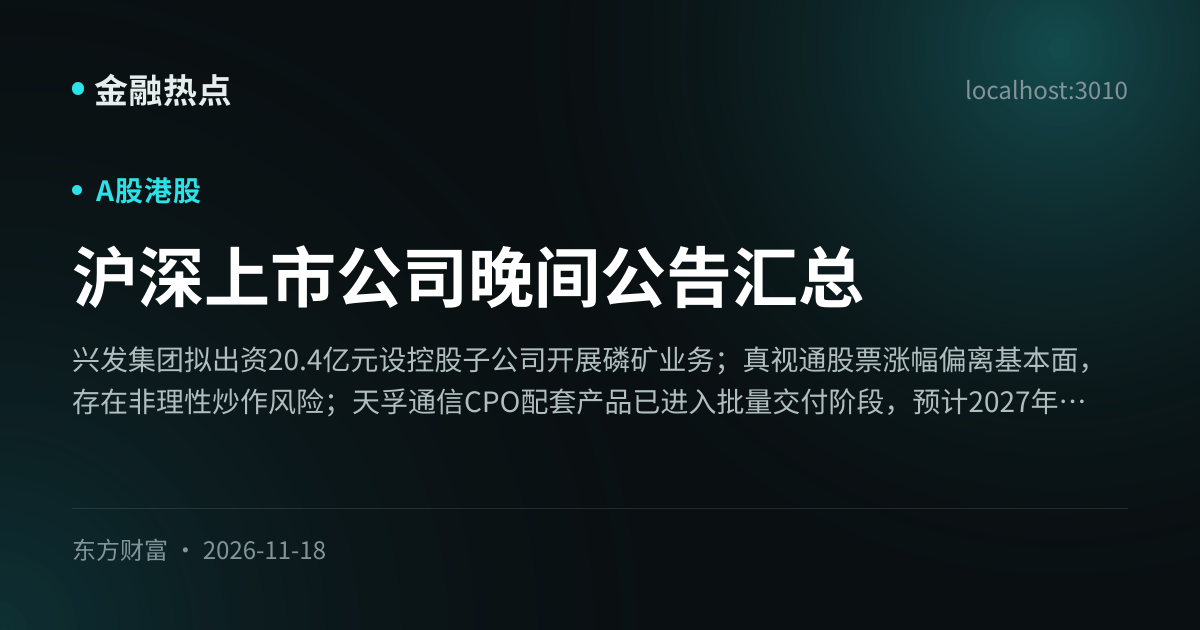 金融热点
localhost:3010
A股港股
沪深上市公司晚间公告汇总
兴发集团拟出资20.4亿元设控股子公司开展磷矿业务；真视通股票涨幅偏离基本面，
存在非理性炒作风险；天孚通信CPO配套产品已进入批量交付阶段，预计2027年…
东方财富 · 2026-11-18